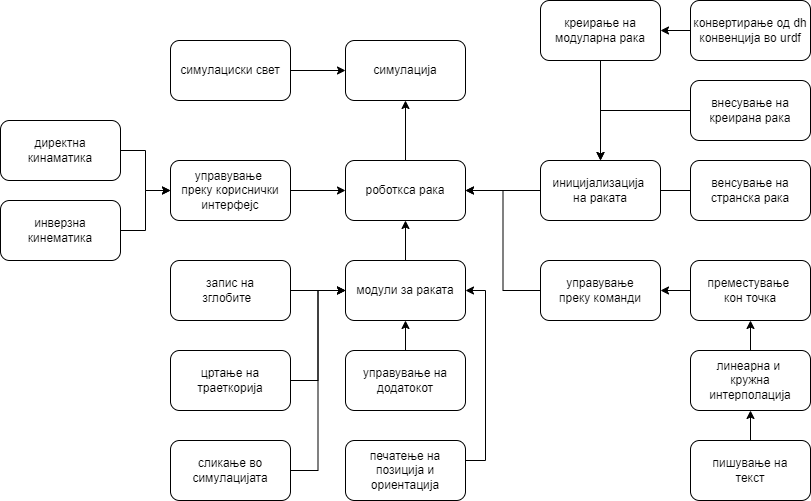 креирање на
модуларна рака
конвертирање од dh
конвенција во urdf
симулациски свет
симулација
внесување на
креирана рака
директна
кинаматика
управување
преку кориснички
интерфејс
роботкса рака
иницијализација
на раката
венсување на
странска рака
инверзна
кинематика
запис на
зглобите
модули за раката
управување
преку команди
преместување
кон точка
цртање на
траеткорија
управување на
додатокот
линеарна и
кружна
интерполација
сликање во
симулацијата
печатење на
позиција и
ориентација
пишување на
текст